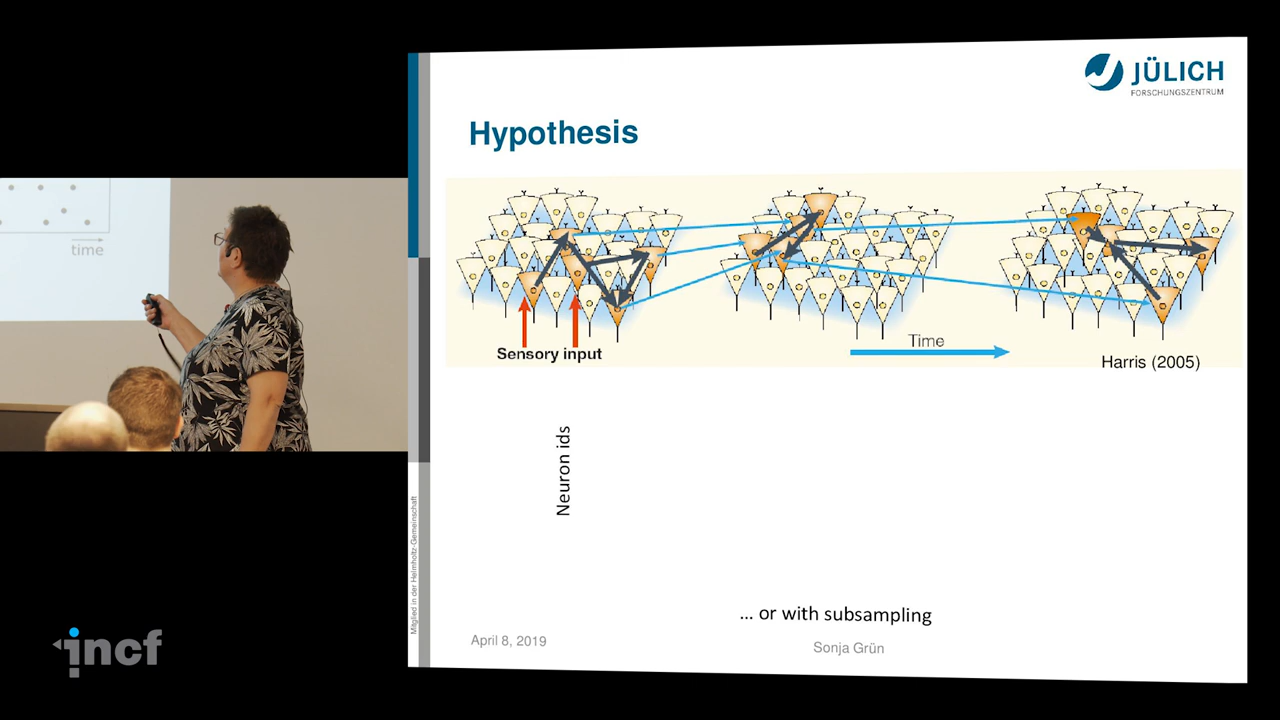 time
JÜLICH
FORSCHUNGSZENTRUM
Hypothesis
Sensory input
Time
Harris (2005)
Neuron ids
... or with subsampling
Mitglied in der Helmholtz-Gemeinschaft
April 8, 2019
Sonja Grün
incf